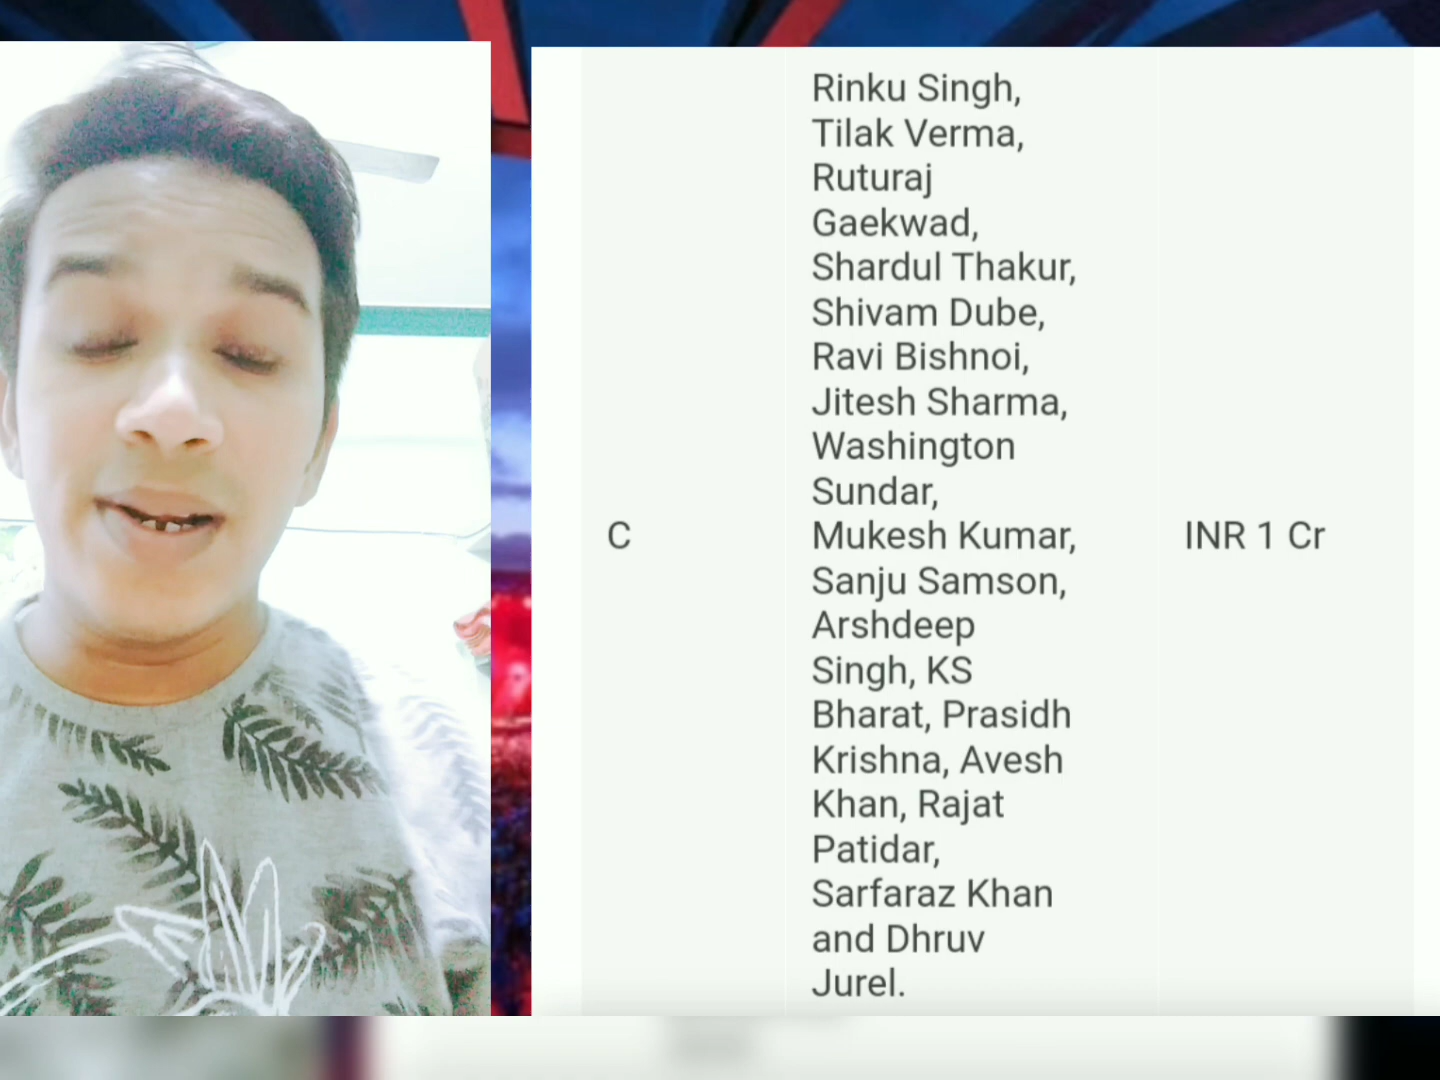 Rinku Singh,
Tilak Verma,
Ruturaj
Gaekwad,
Shardul Thakur,
Shivam Dube,
Ravi Bishnoi,
Jitesh Sharma,
Washington
Sundar,
C
Mukesh Kumar,
INR 1 Cr
Sanju Samson,
Arshdeep
Singh, KS
Bharat, Prasidh
Krishna, Avesh
Khan, Rajat
Patidar,
Sarfaraz Khan
and Dhruv
Jurel.